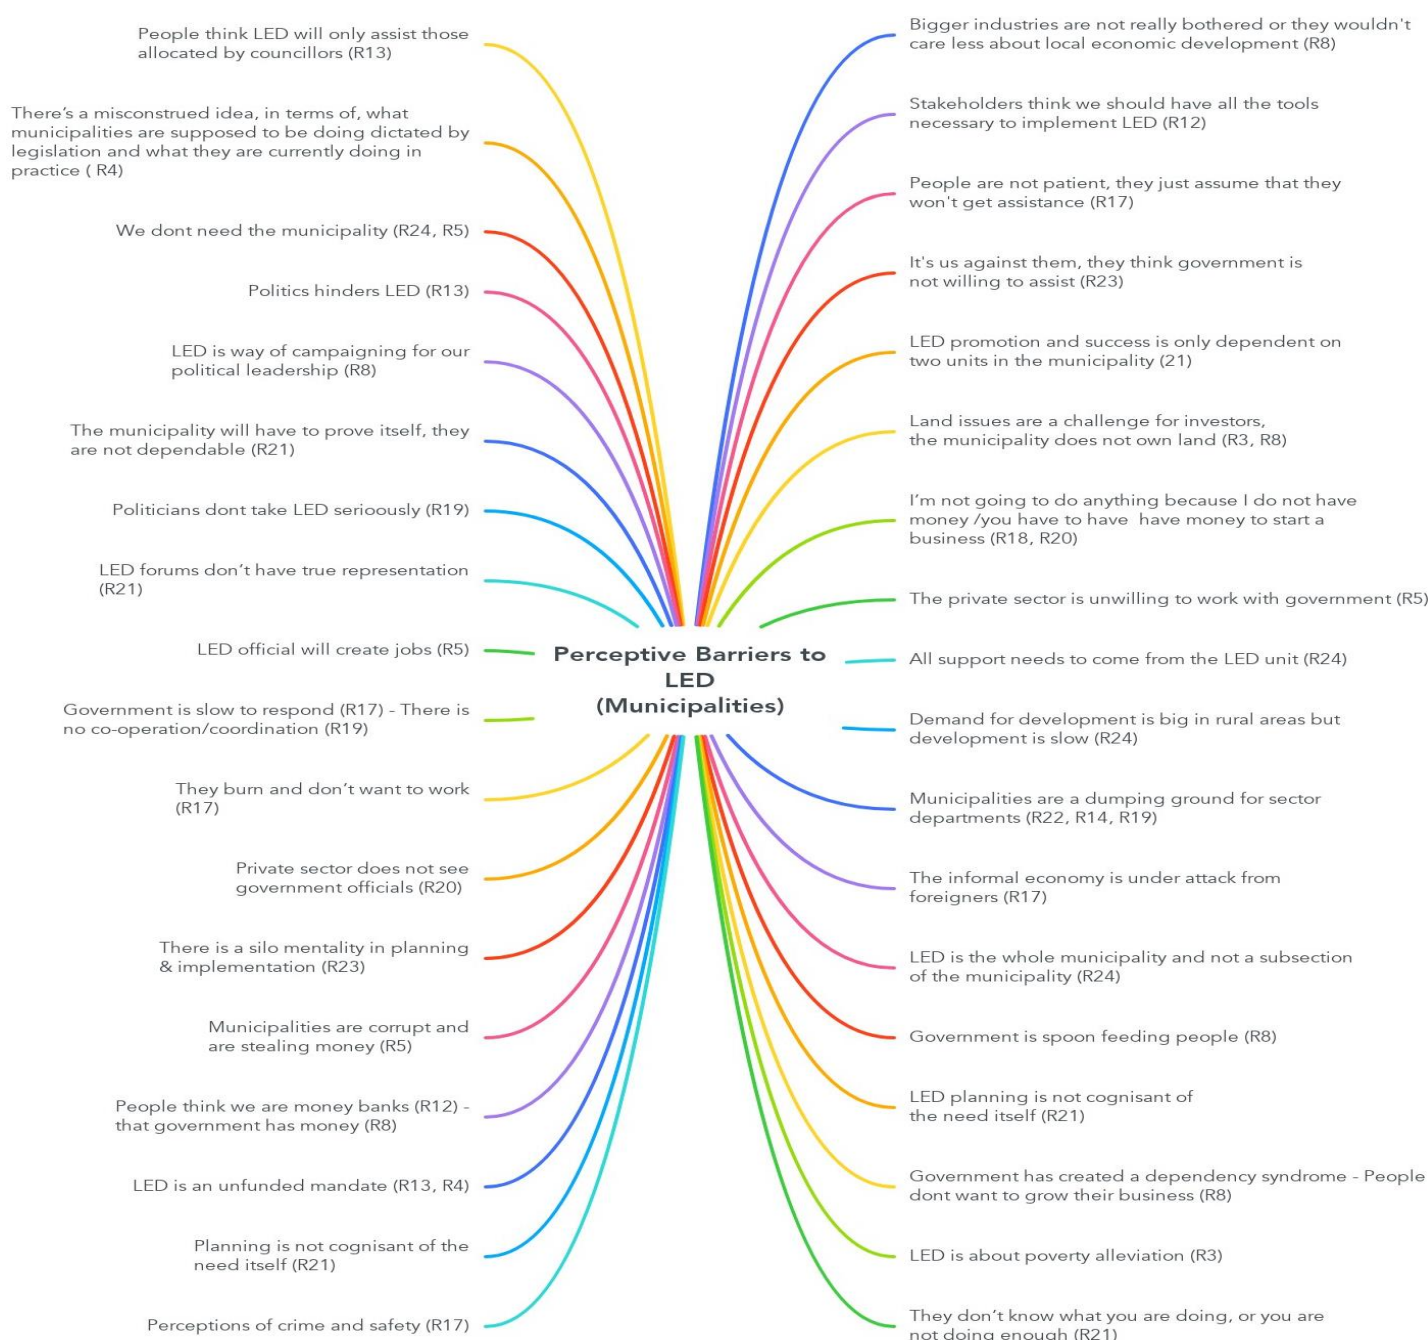 People think LED will only assist those
allocated by councillors (R13)
There’s a misconstrued idea, in terms of, what
municipalities are supposed to be doing dictated by
legislation and what they are currently doing in
practice ( R4)
We dont need the municipality (R24, R5)
Politics hinders LED (R13)
LED is way of campaigning for our
political leadership (R8)
The municipality will have to prove itself, they
are not dependable (R21)
Politicians dont take LED serioously (R19)
LED forums don’t have true representation
(R21)
LED official will create jobs (R5)
Government is slow to respond (R17) - There is
no co-operation/coordination (R19)
They burn and don’t want to work
(R17)
Private sector does not see
government officials (R20)
There is a silo mentality in planning
& implementation (R23)
Municipalities are corrupt and
are stealing money (R5)
People think we are money banks (R12) -
that government has money (R8)
LED is an unfunded mandate (R13, R4)
Planning is not cognisant of the
need itself (R21)
Perceptions of crime and safety (R17)
Perceptive Barriers to
LED
(Municipalities)
Bigger industries are not really bothered or they wouldn't
care less about local economic development (R8)
Stakeholders think we should have all the tools
necessary to implement LED (R12)
People are not patient, they just assume that they
won't get assistance (R17)
It's us against them, they think government is
not willing to assist (R23)
LED promotion and success is only dependent on
two units in the municipality (21)
Land issues are a challenge for investors,
the municipality does not own land (R3, R8)
I’m not going to do anything because I do not have
money /you have to have  have money to start a
business (R18, R20)
The private sector is unwilling to work with government (R5)
All support needs to come from the LED unit (R24)
Demand for development is big in rural areas but
development is slow (R24)
Municipalities are a dumping ground for sector
departments (R22, R14, R19)
The informal economy is under attack from
foreigners (R17)
LED is the whole municipality and not a subsection
of the municipality (R24)
Government is spoon feeding people (R8)
LED planning is not cognisant of
the need itself (R21)
Government has created a dependency syndrome - People
dont want to grow their business (R8)
LED is about poverty alleviation (R3)
They don’t know what you are doing, or you are
not doing enough (R21)